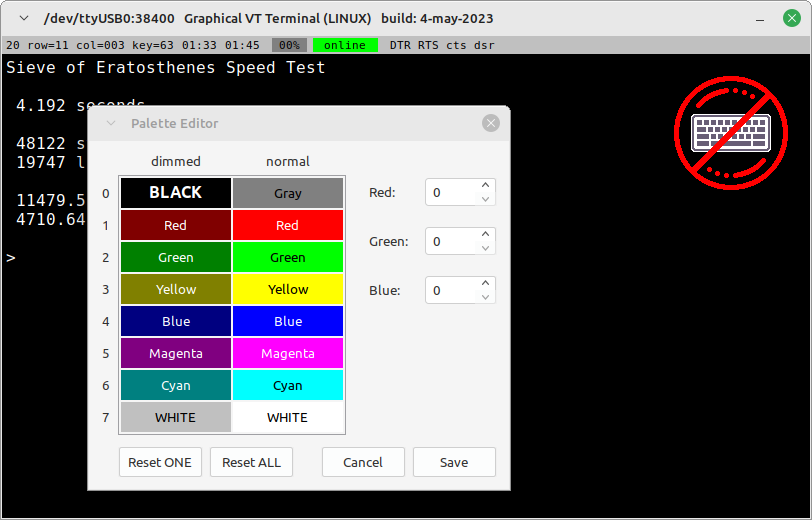 /dev/ttyUSB0:38400 Graphical VT Terminal (LINUX) build: 4-may-2023
20 row=11 col=003 key=63 01:33 01:45 00% online DTR RTS cts dsr
Sieve of Eratosthenes Speed Test
4.192 seconds
48122 s
19747 l
11479.5
4710.64
>
Palette Editor
dimmed normal
0 BLACK Gray
1 Red Red
2 Green Green
3 Yellow Yellow
4 Blue Blue
5 Magenta Magenta
6 Cyan Cyan
7 WHITE WHITE
Red: 0
Green: 0
Blue: 0
Reset ONE Reset ALL Cancel Save